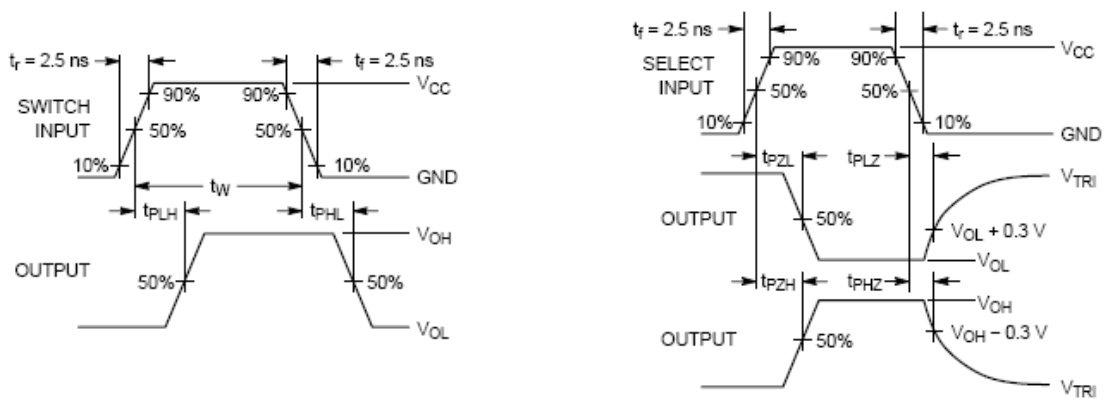 tr = 2.5 ns
tf = 2.5 ns
VCC
90%
90%
SWITCH
INPUT
50%
50%
10%
10%
GND
tW
tPLH
tPHL
VOH
OUTPUT
50%
50%
VOL
tf = 2.5 ns
tr = 2.5 ns
VCC
90%
90%
SELECT
INPUT
50%
50%
10%
10%
GND
tPZL
tPLZ
VTRI
OUTPUT
50%
VOL + 0.3 V
VOL
tPZH
tPHZ
VOH
OUTPUT
50%
VOH – 0.3 V
VTRI